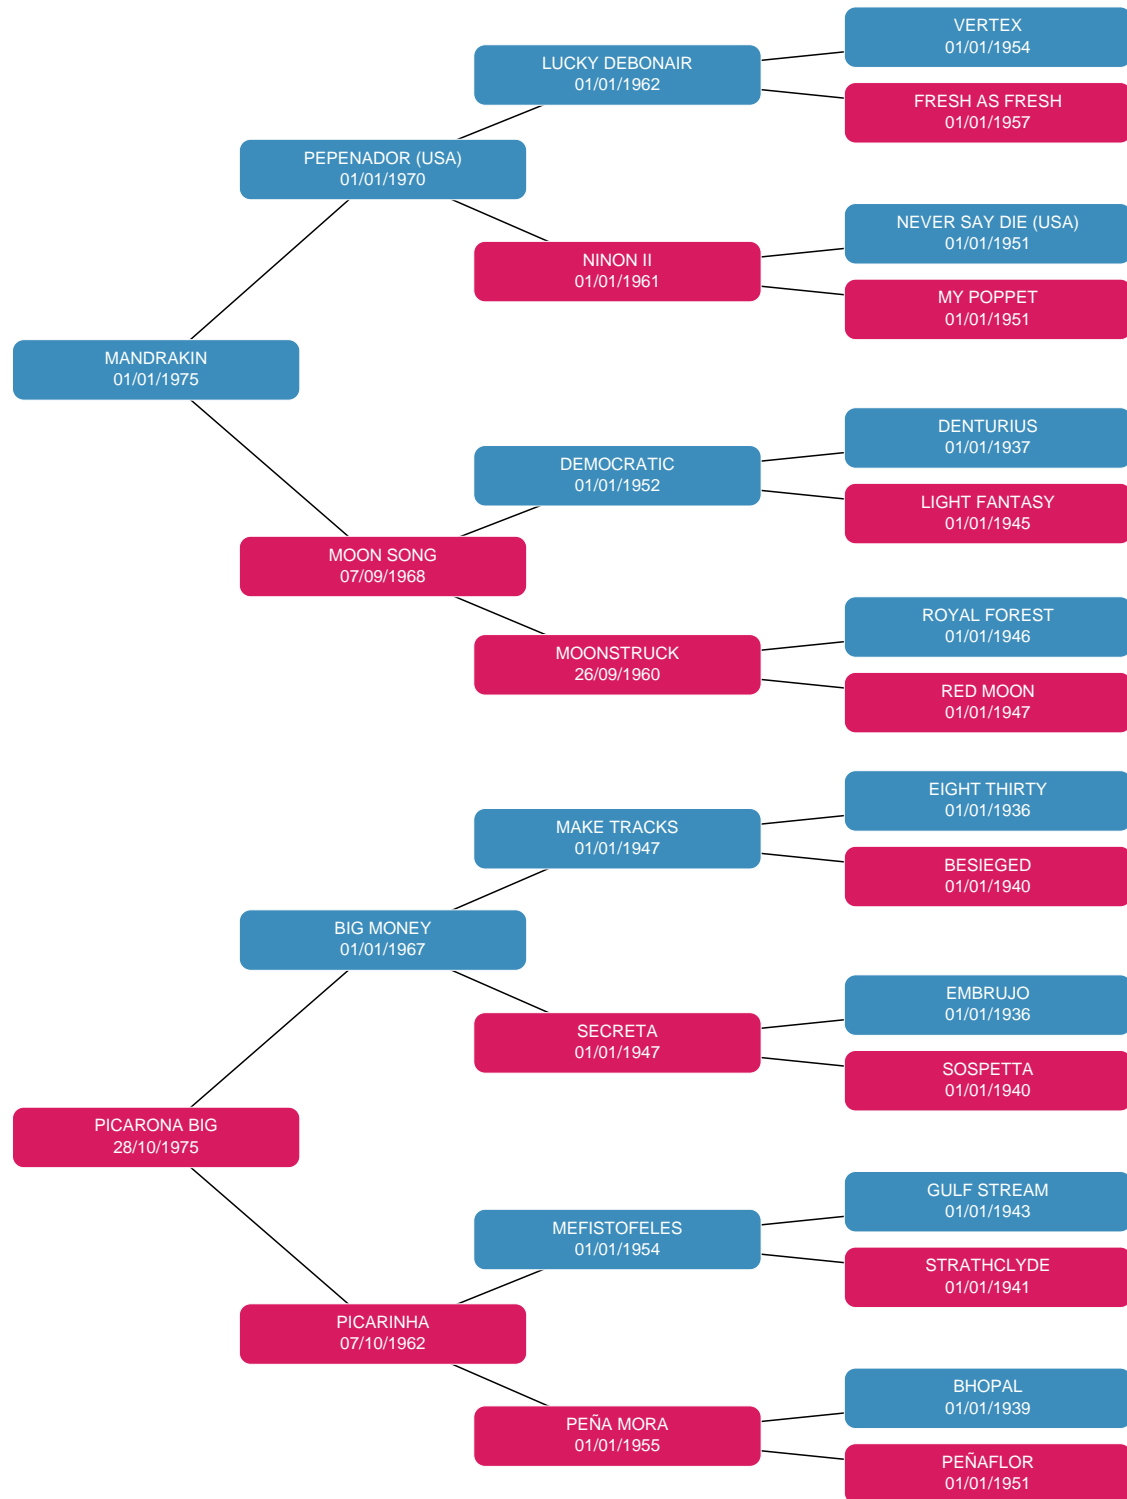 VERTEX
01/01/1954
LUCKY DEBONAIR
01/01/1962
FRESH AS FRESH
01/01/1957
PEPENADOR (USA)
01/01/1970
NEVER SAY DIE (USA)
01/01/1951
NINON II
01/01/1961
MY POPPET
01/01/1951
MANDRAKIN
01/01/1975
DENTURIUS
01/01/1937
DEMOCRATIC
01/01/1952
LIGHT FANTASY
01/01/1945
MOON SONG
07/09/1968
ROYAL FOREST
01/01/1946
MOONSTRUCK
26/09/1960
RED MOON
01/01/1947
EIGHT THIRTY
01/01/1936
MAKE TRACKS
01/01/1947
BESIEGED
01/01/1940
BIG MONEY
01/01/1967
EMBRUJO
01/01/1936
SECRETA
01/01/1947
SOSPETTA
01/01/1940
PICARONA BIG
28/10/1975
GULF STREAM
01/01/1943
MEFISTOFELES
01/01/1954
STRATHCLYDE
01/01/1941
PICARINHA
07/10/1962
BHOPAL
01/01/1939
PEÑA MORA
01/01/1955
PEÑAFLOR
01/01/1951